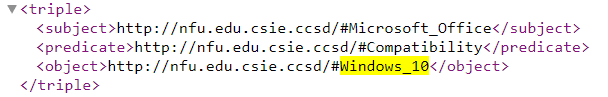 <triple>
<subject>http://nfu.edu.csie.ccsd/#Microsoft_Office</subject>
<predicate>http://nfu.edu.csie.ccsd/#Compatibility</predicate>
<object>http://nfu.edu.csie.ccsd/#Windows_10</object>
</triple>